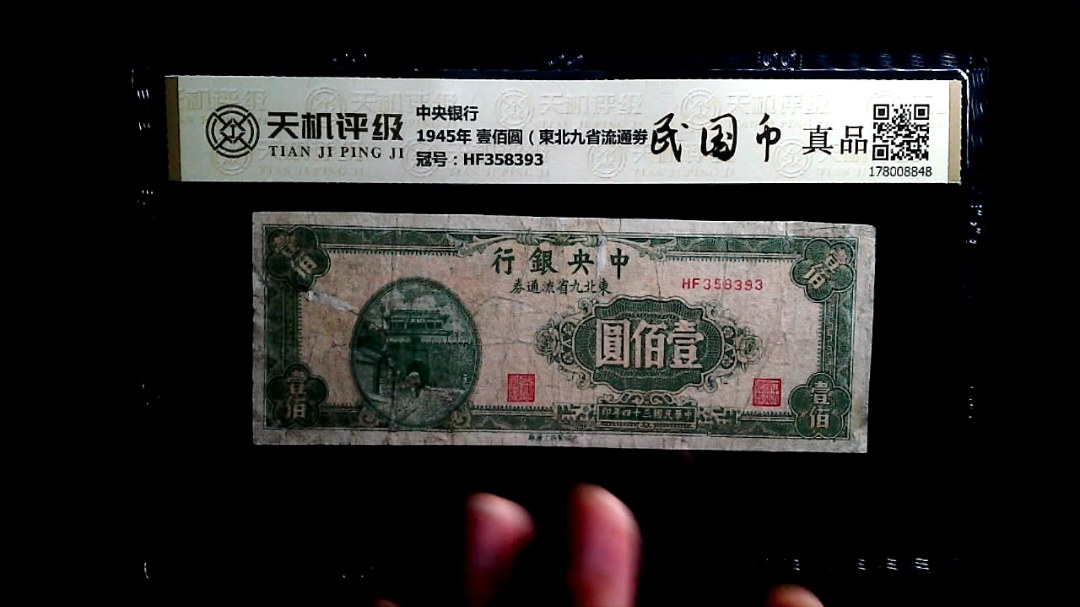 天机评级
TIAN JI PING JI
中央银行
1945年 壹佰圆（東北九省流通券
冠号：HF358393
民国币 真品
178008848
行銀央中
券通流省九北東
HF358393
圓佰壹
壹佰
壹佰
壹佰
印年四十三國民華中